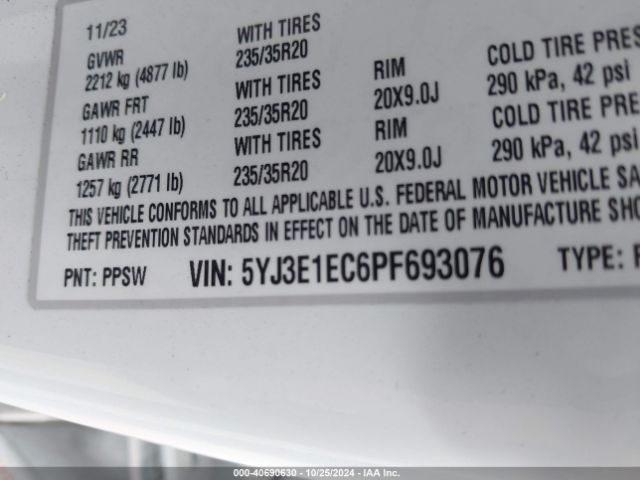 11/23 WITH TIRES COLD TIRE PRES
GVWR 235/35R20 RIM 290 kPa, 42 psi
2212 kg (4877 lb) WITH TIRES 20X9.0J COLD TIRE PRES
GAWR FRT 235/35R20 RIM 290 kPa, 42 psi
1110 kg (2447 lb) WITH TIRES 20X9.0J
GAWR RR 235/35R20
1257 kg (2771 lb)
THIS VEHICLE CONFORMS TO ALL APPLICABLE U.S. FEDERAL MOTOR VEHICLE SA
THEFT PREVENTION STANDARDS IN EFFECT ON THE DATE OF MANUFACTURE SHO
PNT: PPSW VIN: 5YJ3E1EC6PF693076 TYPE: P
000-40690630 - 10/25/2024 - IAAI.COM